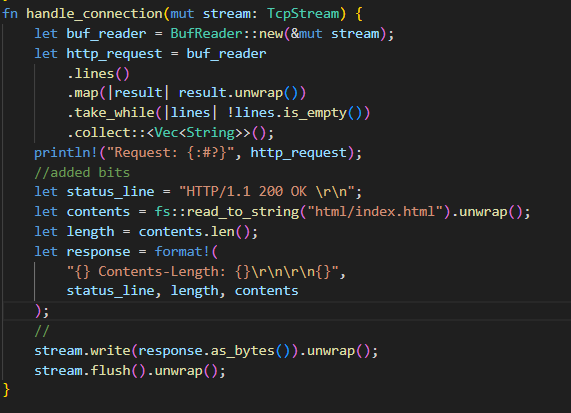 fn handle_connection(mut stream: TcpStream) {
    let buf_reader = BufReader::new(&mut stream);
    let http_request = buf_reader
        .lines()
        .map(|result| result.unwrap())
        .take_while(|lines| !lines.is_empty())
        .collect::<Vec<String>>();
    println!("Request: {:#?}", http_request);
    //added bits
    let status_line = "HTTP/1.1 200 OK \r\n";
    let contents = fs::read_to_string("html/index.html").unwrap();
    let length = contents.len();
    let response = format!(
        "{} Contents-Length: {}\r\n\r\n{}",
        status_line, length, contents
    );
    //
    stream.write(response.as_bytes()).unwrap();
    stream.flush().unwrap();
}